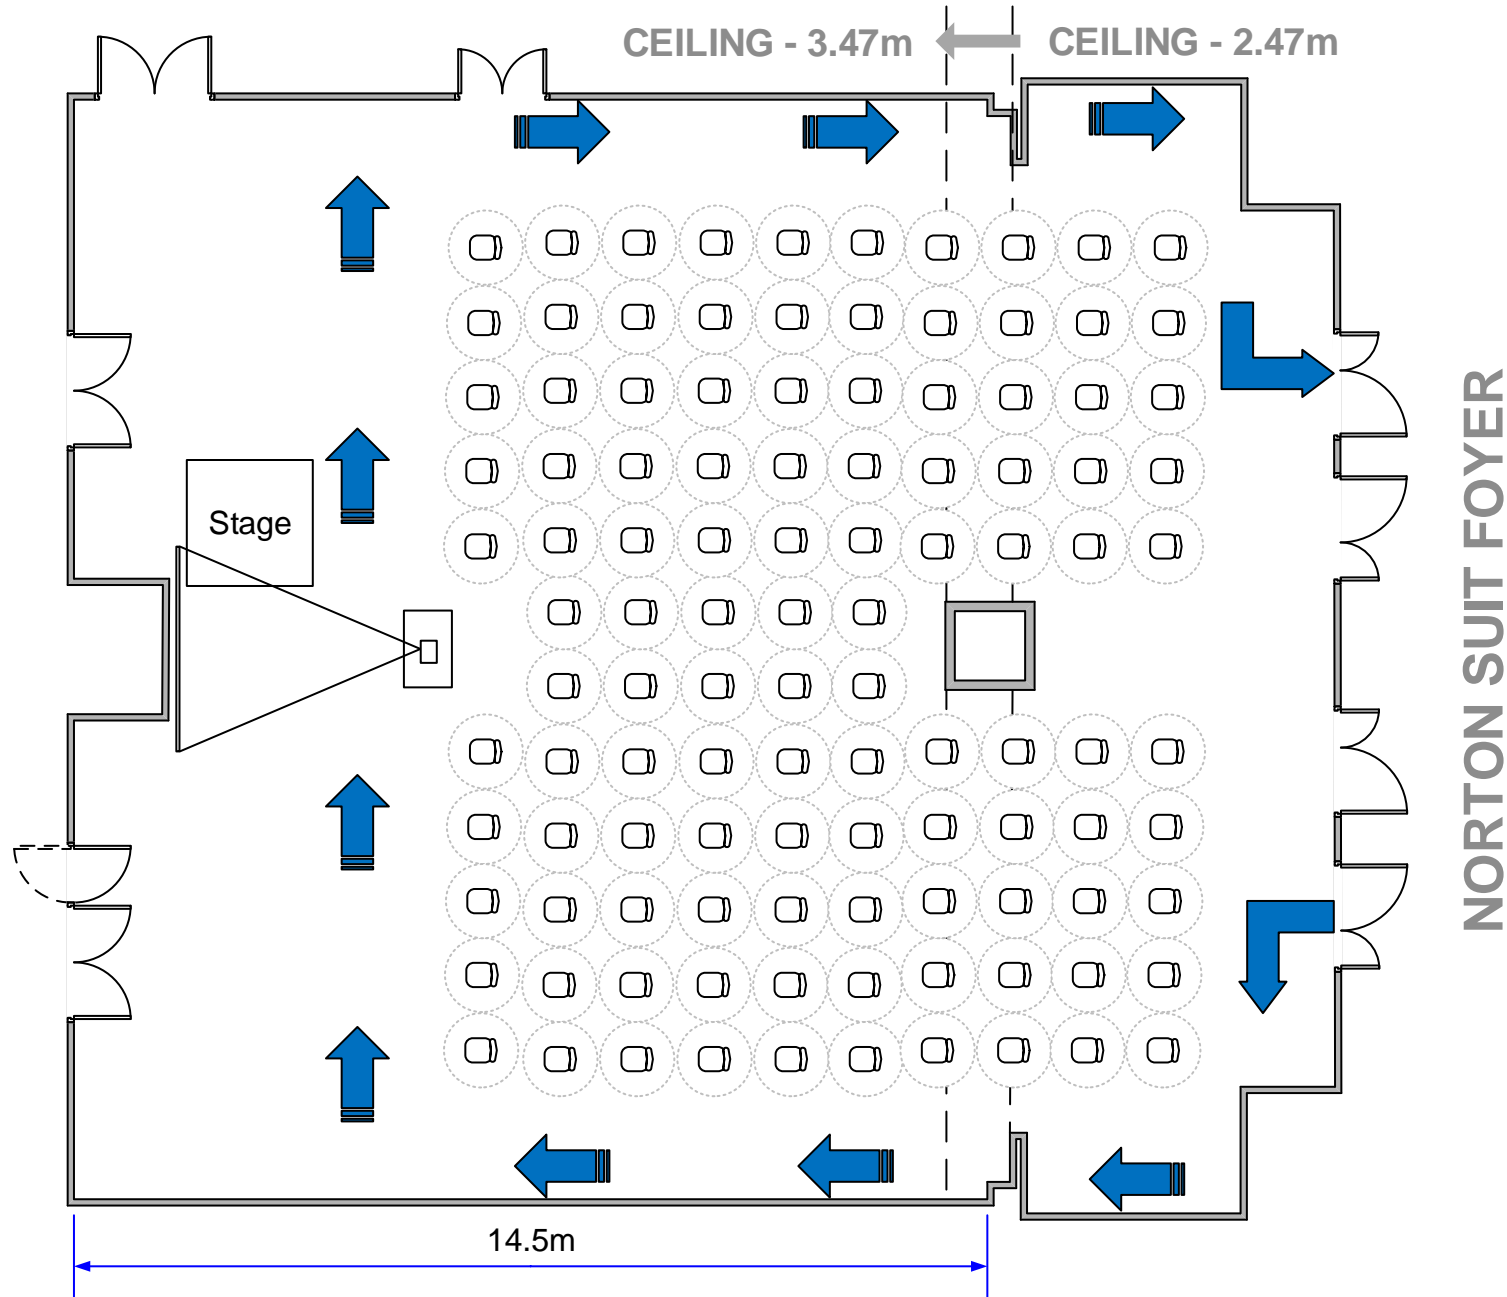 CEILING - 3.47m
CEILING - 2.47m
Stage
NORTON SUIT FOYER
14.5m